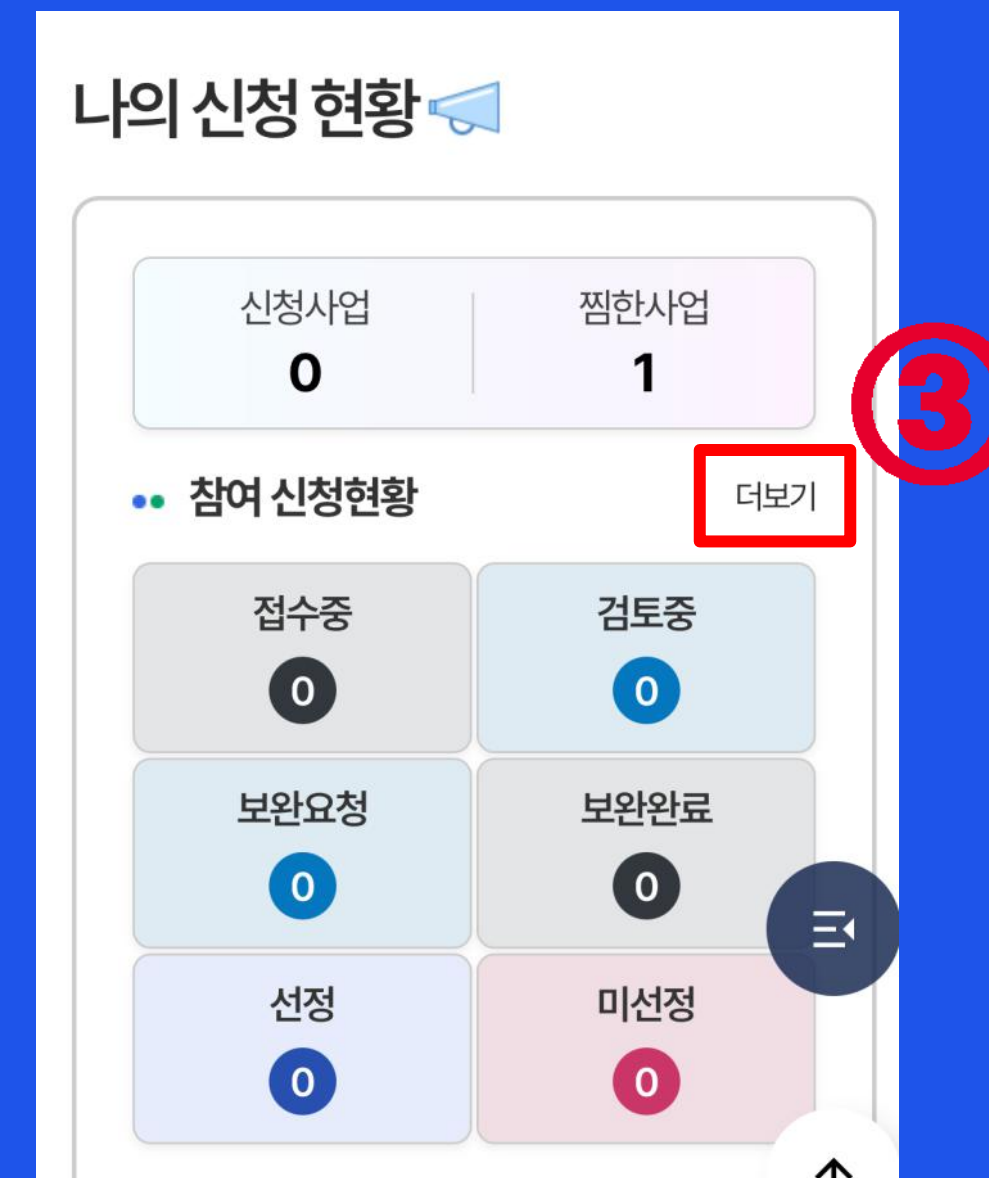 나의 신청 현황
신청사업 찜한사업
0 1
③
참여 신청현황 더보기
접수중 검토중
0 0
보완요청 보완완료
0 0
선정 미선정
0 0